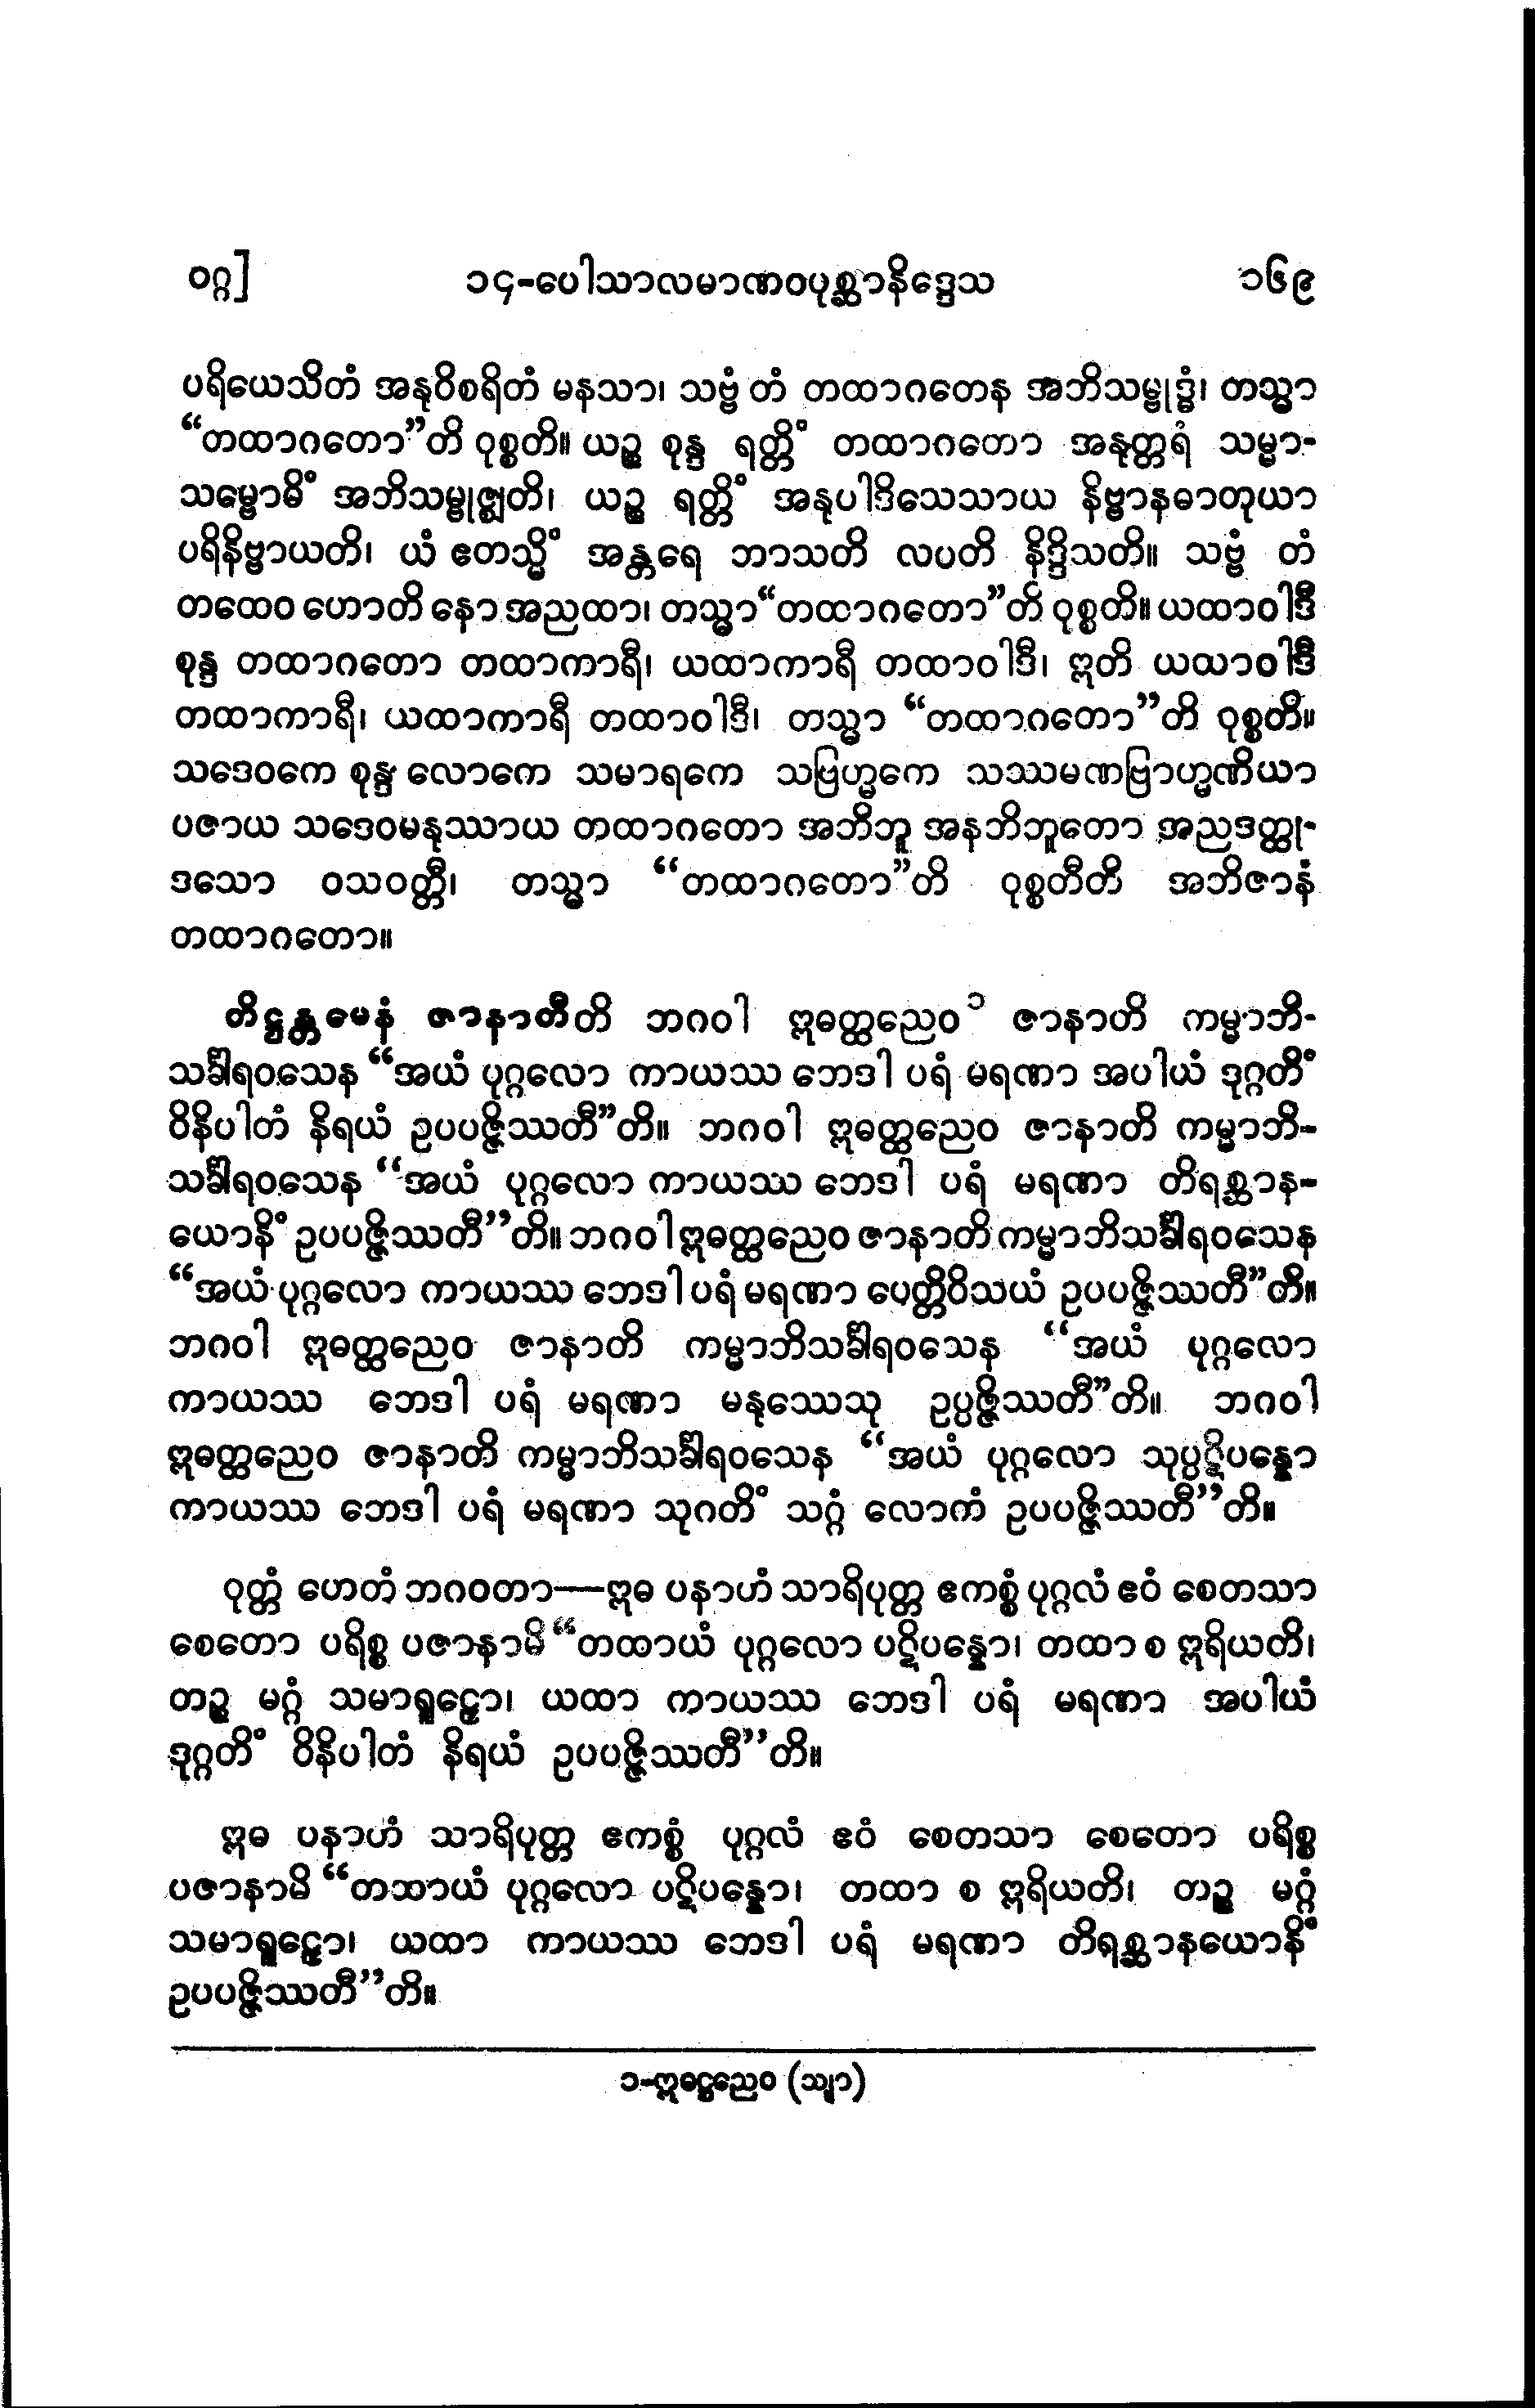 ဝဂ္ဂ] ၁၄-ပေါသာလမာဏဝပုစ္ဆာနိဒ္ဒေသ ၁၆၉
ပရိယေသိတံ အနုဝိစရိတံ မနသာ၊ သဗ္ဗံ တံ တထာဂတေန အဘိသမ္ဗုဒ္ဓံ၊ တသ္မာ
“တထာဂတော”တိ ဝုစ္စတိ။ ယဉ္စ စုန္ဒ ရတ္တိံ တထာဂတော အနုတ္တရံ သမ္မာ-
သမ္ဗောဓိံ အဘိသမ္ဗုဇ္ဈတိ၊ ယဉ္စ ရတ္တိံ အနုပါဒိသေသာယ နိဗ္ဗာနဓာတုယာ
ပရိနိဗ္ဗာယတိ၊ ယံ ဧတသ္မိံ အန္တရေ ဘာသတိ လပတိ နိဒ္ဒိသတိ။ သဗ္ဗံ တံ
တထေဝ ဟောတိ နော အညထာ၊ တသ္မာ “တထာဂတော”တိ ဝုစ္စတိ။ ယထာဝါဒီ
စုန္ဒ တထာဂတော တထာကာရီ၊ ယထာကာရီ တထာဝါဒီ၊ ဣတိ ယထာဝါဒီ
တထာကာရီ၊ ယထာကာရီ တထာဝါဒီ၊ တသ္မာ “တထာဂတော”တိ ဝုစ္စတိ။
သဒေဝကေ စုန္ဒ လောကေ သမာရကေ သဗြဟ္မကေ သဿမဏဗြာဟ္မဏိယာ
ပဇာယ သဒေဝမနုဿာယ တထာဂတော အဘိဘူ အနဘိဘူတော အညဒတ္ထု-
ဒသော ဝသဝတ္တီ၊ တသ္မာ “တထာဂတော”တိ ဝုစ္စတီတိ အဘိဇာနံ
တထာဂတော။
တိဋ္ဌန္တမေနံ ဇာနာတီတိ ဘဂဝါ ဣဓတ္ထညေဝ ၁ ဇာနာတိ ကမ္မာဘိ-
သင်္ခါရဝသေန “အယံ ပုဂ္ဂလော ကာယဿ ဘေဒါ ပရံ မရဏာ အပါယံ ဒုဂ္ဂတိံ
ဝိနိပါတံ နိရယံ ဥပပဇ္ဇိဿတီ”တိ။ ဘဂဝါ ဣဓတ္ထညေဝ ဇာနာတိ ကမ္မာဘိ-
သင်္ခါရဝသေန “အယံ ပုဂ္ဂလော ကာယဿ ဘေဒါ ပရံ မရဏာ တိရစ္ဆာန-
ယောနိံ ဥပပဇ္ဇိဿတီ”တိ။ ဘဂဝါ ဣဓတ္ထညေဝ ဇာနာတိ ကမ္မာဘိသင်္ခါရဝသေန
“အယံ ပုဂ္ဂလော ကာယဿ ဘေဒါ ပရံ မရဏာ ပေတ္တိဝိသယံ ဥပပဇ္ဇိဿတီ”တိ။
ဘဂဝါ ဣဓတ္ထညေဝ ဇာနာတိ ကမ္မာဘိသင်္ခါရဝသေန “အယံ ပုဂ္ဂလော
ကာယဿ ဘေဒါ ပရံ မရဏာ မနုဿေသု ဥပ္ပဇ္ဇိဿတီ”တိ။ ဘဂဝါ
ဣဓတ္ထညေဝ ဇာနာတိ ကမ္မာဘိသင်္ခါရဝသေန “အယံ ပုဂ္ဂလော သုပ္ပဋိပန္နော
ကာယဿ ဘေဒါ ပရံ မရဏာ သုဂတိံ သဂ္ဂံ လောကံ ဥပပဇ္ဇိဿတီ”တိ။
ဝုတ္တံ ဟေတံ ဘဂဝတာ—ဣဓ ပနာဟံ သာရိပုတ္တ ဧကစ္စံ ပုဂ္ဂလံ ဧဝံ စေတသာ
စေတော ပရိစ္စ ပဇာနာမိ “တထာယံ ပုဂ္ဂလော ပဋိပန္နော၊ တထာ စ ဣရိယတိ၊
တဉ္စ မဂ္ဂံ သမာရူဠှော၊ ယထာ ကာယဿ ဘေဒါ ပရံ မရဏာ အပါယံ
ဒုဂ္ဂတိံ ဝိနိပါတံ နိရယံ ဥပပဇ္ဇိဿတီ”တိ။
ဣဓ ပနာဟံ သာရိပုတ္တ ဧကစ္စံ ပုဂ္ဂလံ ဧဝံ စေတသာ စေတော ပရိစ္စ
ပဇာနာမိ “တထာယံ ပုဂ္ဂလော ပဋိပန္နော၊ တထာ စ ဣရိယတိ၊ တဉ္စ မဂ္ဂံ
သမာရူဠှော၊ ယထာ ကာယဿ ဘေဒါ ပရံ မရဏာ တိရစ္ဆာနယောနိံ
ဥပပဇ္ဇိဿတီ”တိ။
၁-ဣဓဋ္ဌညေဝ (သျာ)